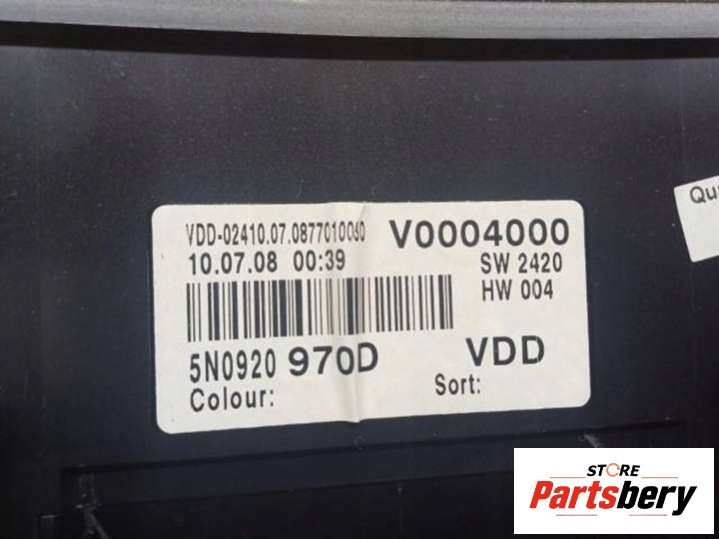 VDD-02410.07.0877010040 V0004000
10.07.08 00:39 SW 2420
HW 004
5N0920 970D VDD
Colour: Sort:
STORE
Partsbery